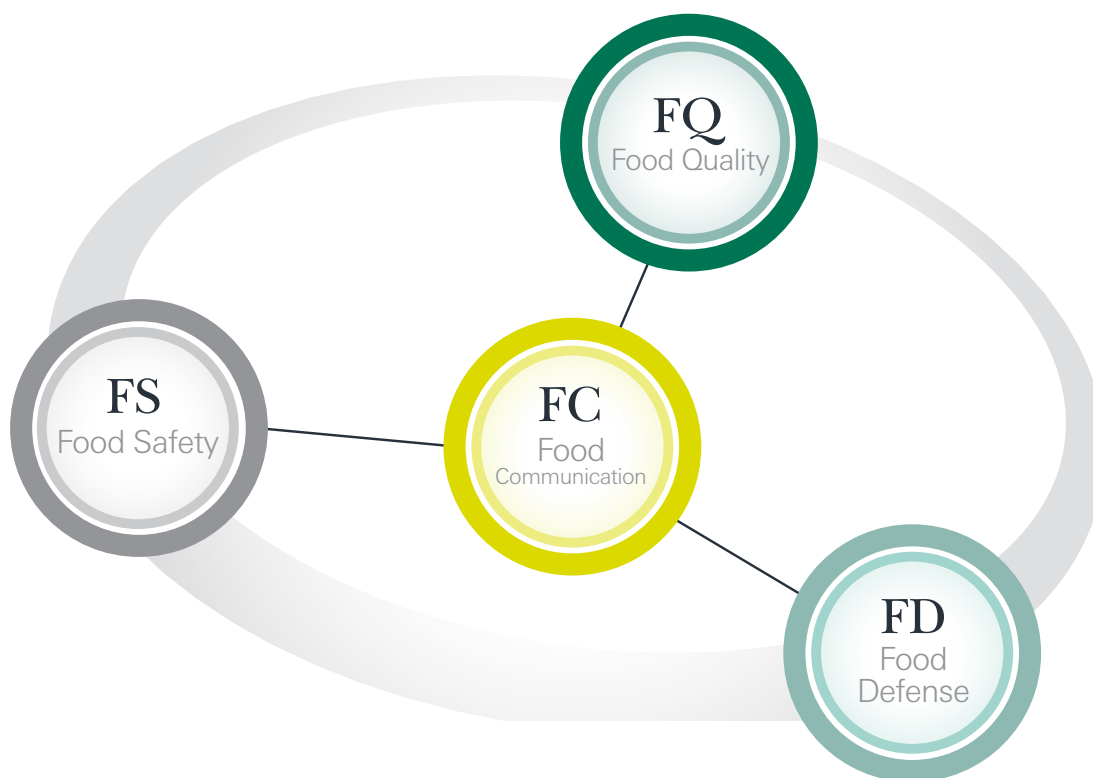 FQ
Food Quality
FS
Food Safety
FC
Food
Communication
FD
Food
Defense